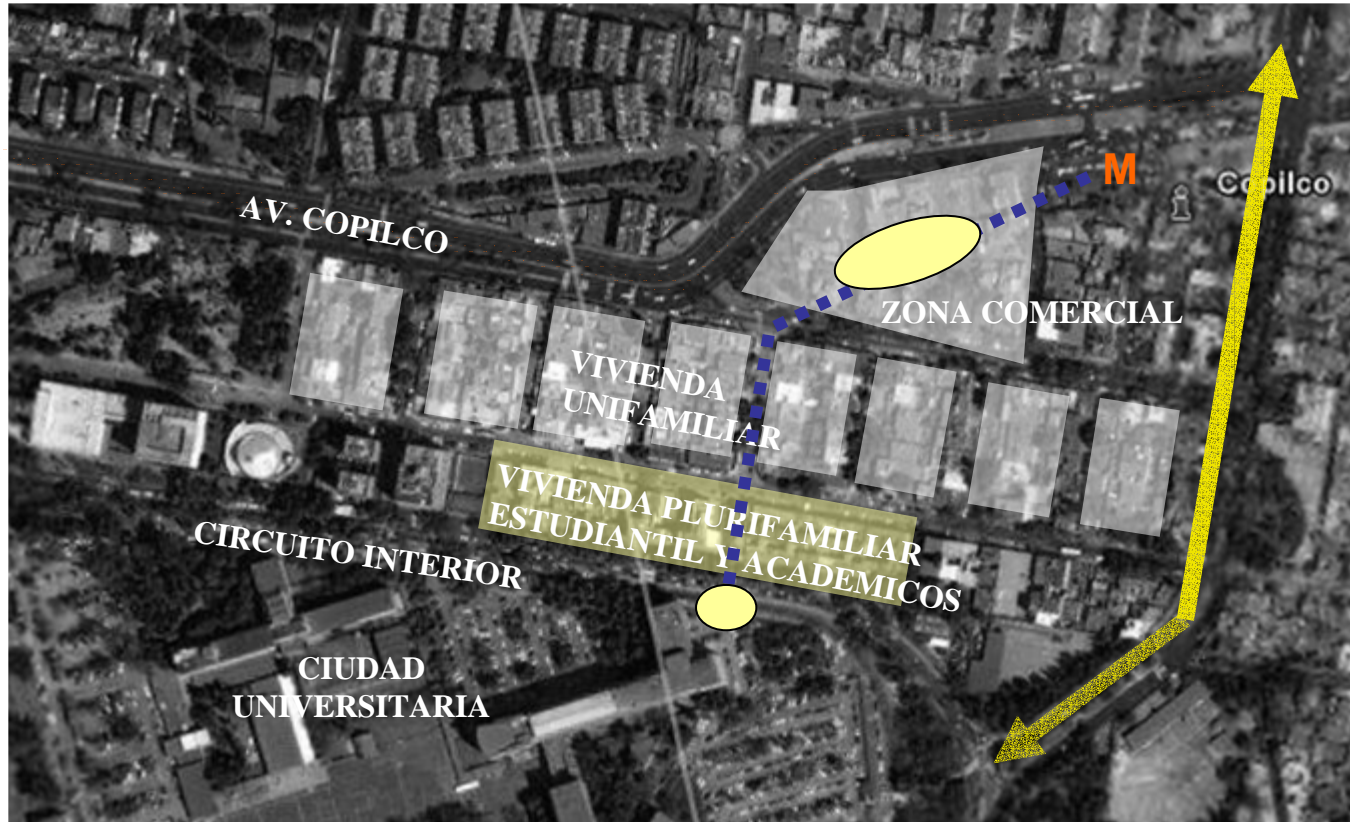 M
Copilco
AV. COPILCO
ZONA COMERCIAL
VIVIENDA
UNIFAMILIAR
VIVIENDA PLURIFAMILIAR
ESTUDIANTIL Y ACADEMICOS
CIRCUITO INTERIOR
CIUDAD
UNIVERSITARIA